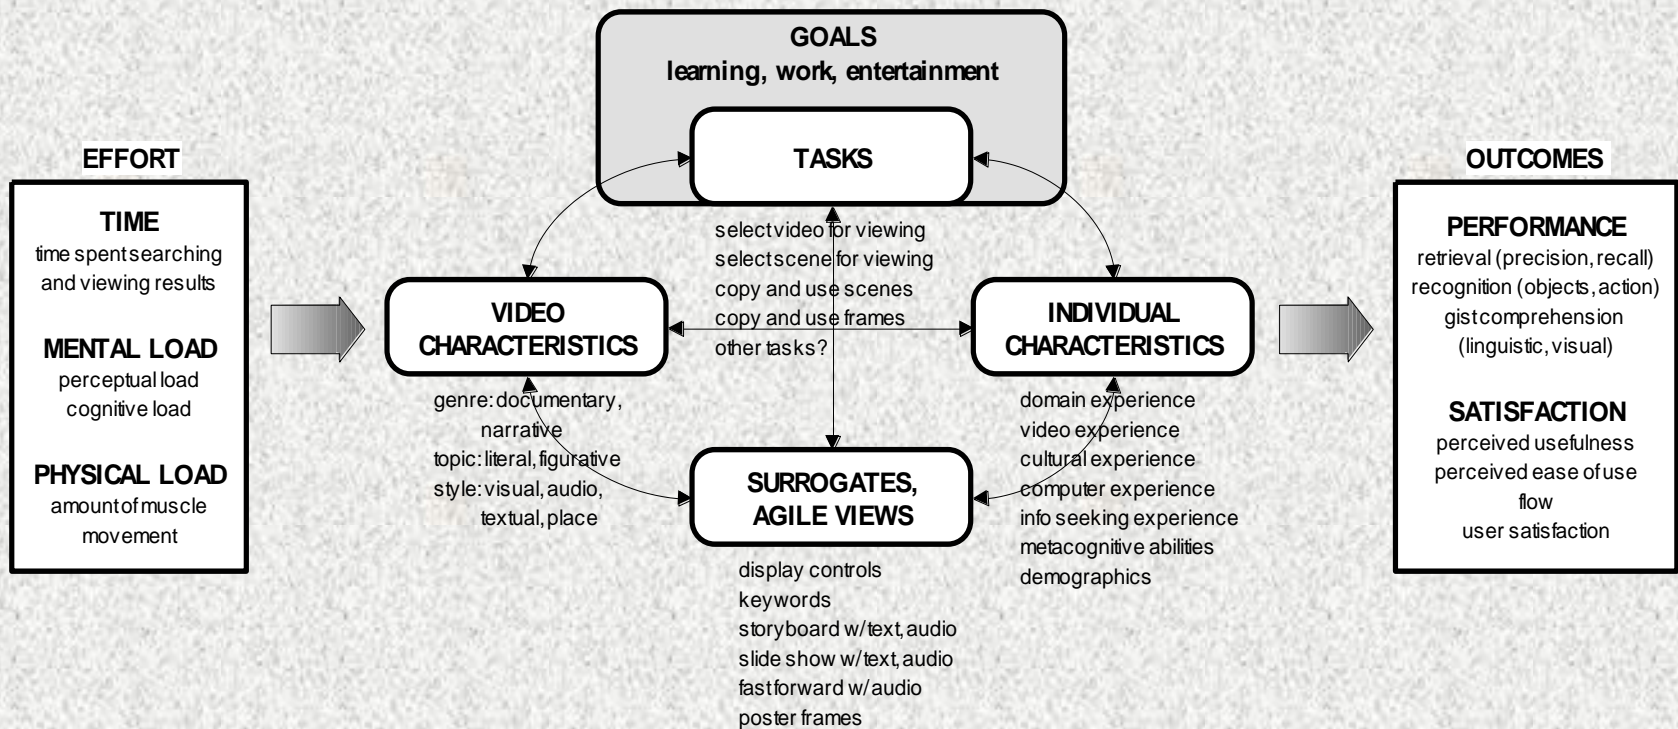 GOALS
learning, work, entertainment
TASKS
select video for viewing
select scene for viewing
copy and use scenes
copy and use frames
other tasks?
EFFORT
TIME
time spent searching
and viewing results
MENTAL LOAD
perceptual load
cognitive load
PHYSICAL LOAD
amount of muscle
movement
VIDEO
CHARACTERISTICS
genre: documentary,
narrative
topic: literal, figurative
style: visual, audio,
textual, place
SURROGATES,
AGILE VIEWS
display controls
keywords
storyboard w/text, audio
slide show w/text, audio
fast forward w/ audio
poster frames
INDIVIDUAL
CHARACTERISTICS
domain experience
video experience
cultural experience
computer experience
info seeking experience
metacognitive abilities
demographics
OUTCOMES
PERFORMANCE
retrieval (precision, recall)
recognition (objects, action)
gist comprehension
(linguistic, visual)
SATISFACTION
perceived usefulness
perceived ease of use
flow
user satisfaction